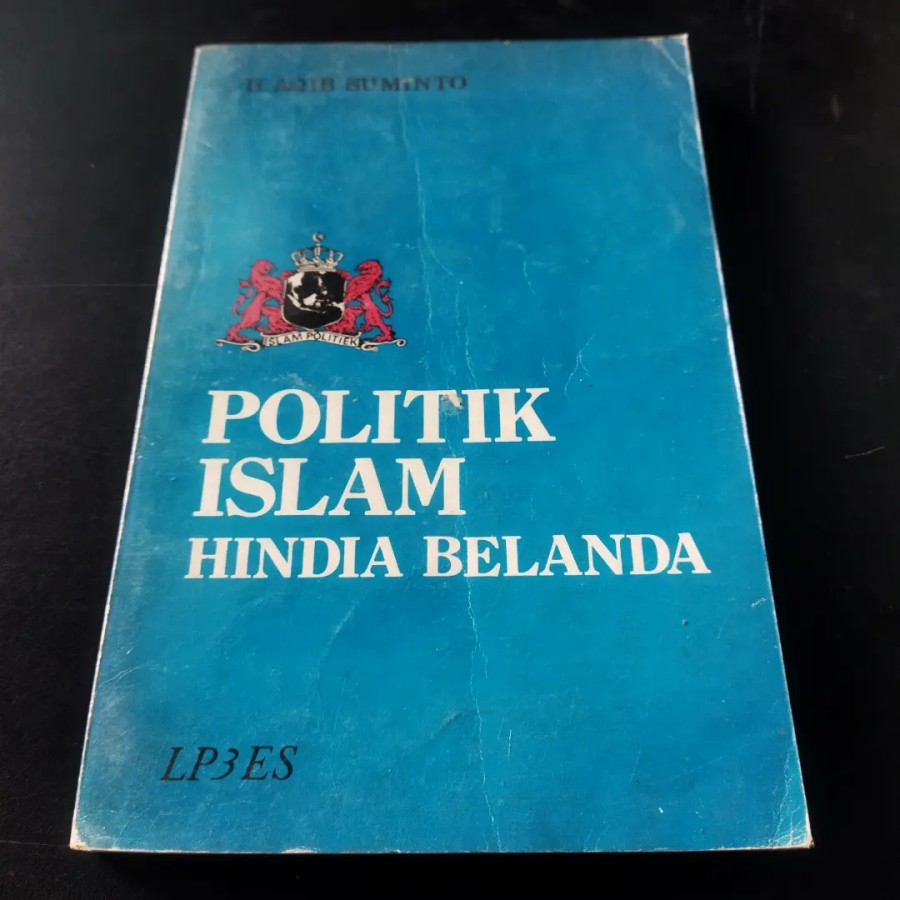 H. AQIB SUMINTO
ISLAM POLITIEK
POLITIK
ISLAM
HINDIA BELANDA
LP3ES